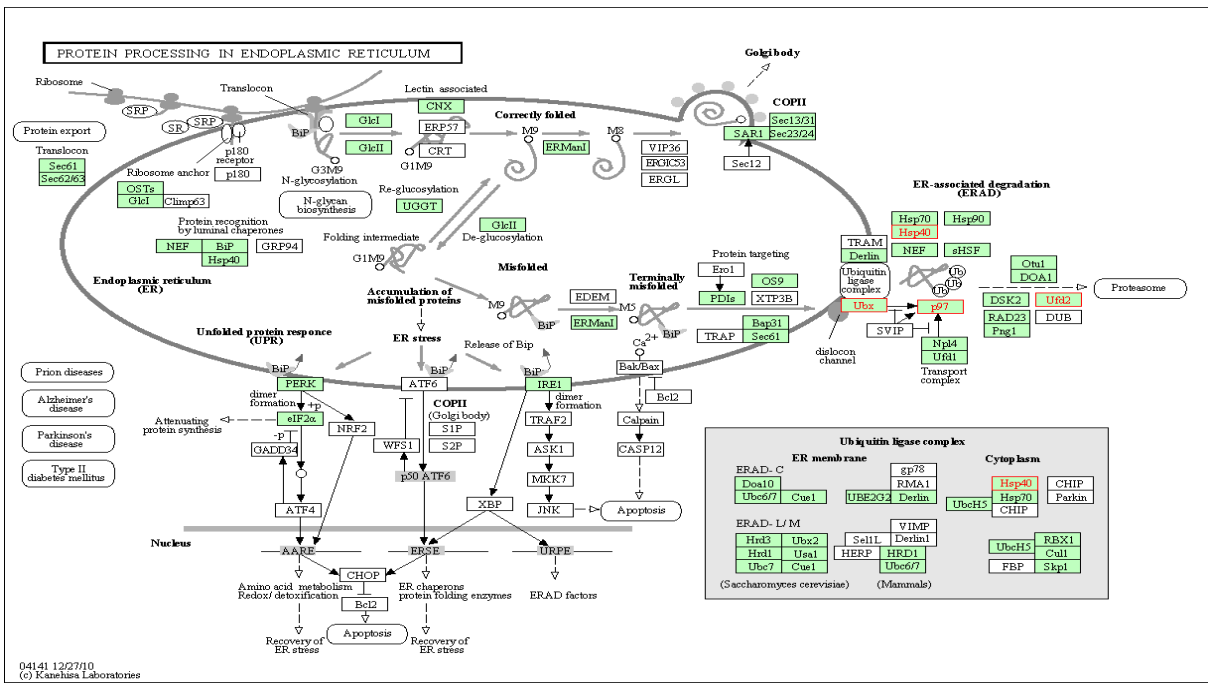 PROTEIN PROCESSING IN ENDOPLASMIC RETICULUM
Golgi body
Ribosome
Translocon
Lectin associated
CNX
COPII
SRP
SRP
SR
Protein export
BiP
GlcI
GlcII
ERP57
CRT
G1M9
Correctly folded
M9
ERManI
M8
VIP36
ERGIC53
ERGL
SAR1
Sec13/31
Sec23/24
Sec12
Translocon
Sec61
Sec62/63
p180
receptor
p180
Ribosome anchor
OSTs
GlcI
Climp63
G3M9
N-glycosylation
N-glycan
biosynthesis
Re-glucosylation
UGGT
GlcII
De-glucosylation
ER-associated degradation
(ERAD)
Hsp70
Hsp90
Hsp40
NEF
sHSF
Protein recognition
by luminal chaperones
NEF
BiP
GRP94
Hsp40
Folding intermediate
G1M9
Endoplasmic reticulum
(ER)
Misfolded
Accumulation of
misfolded proteins
M9
BiP
EDEM
ERManI
Terminally
misfolded
M5
BiP
Protein targeting
Ero1
OS9
PDIs
XTP3B
Bap31
TRAP
Sec61
TRAM
Derlin
Ubiquitin
ligase
complex
Ubx
Ub
Ub
Ub
p97
SVIP
dislocon
channel
Npl4
Ufd1
Transport
complex
Otu1
DOA1
DSK2
Ufd2
RAD23
DUB
Png1
Proteasome
Unfolded protein responce
(UPR)
ER stress
Release of Bip
Ca2+
Bak/Bax
Bcl2
BiP
PERK
BiP
ATF6
BiP
IRE1
Prion diseases
Alzheimer's
disease
Parkinson's
disease
Type II
diabetes mellitus
dimer
formation
+p
Attenuating
protein synthesis
eIF2α
-p
GADD34
NRF2
ATF4
COPII
(Golgi body)
S1P
S2P
WFS1
p50 ATF6
dimer
formation
TRAF2
ASK1
MKK7
JNK
XBP
Calpain
CASP12
Apoptosis
Nucleus
AARE
ERSE
URPE
CHOP
Bcl2
Apoptosis
Amino acid metabolism
Redox/detoxification
Recovery of
ER stress
ER chaperons
protein folding enzymes
Recovery of
ER stress
ERAD factors
Ubiquitin ligase complex
ER membrane
Cytoplasm
ERAD-C
Doa10
Ubc6/7
Cue1
gp78
RMA1
UBE2G2
Derlin
Hsp40
CHIP
UbcH5
Hsp70
Parkin
CHIP
ERAD-L/M
Hrd3
Ubx2
Hrd1
Usa1
Ubc7
Cue1
VIMP
Sel1L
Derlin1
HERP
HRD1
Ubc6/7
UbcH5
RBX1
Cul1
FBP
Skp1
(Saccharomyces cerevisiae)
(Mammals)
04141 12/27/10
(c) Kanehisa Laboratories